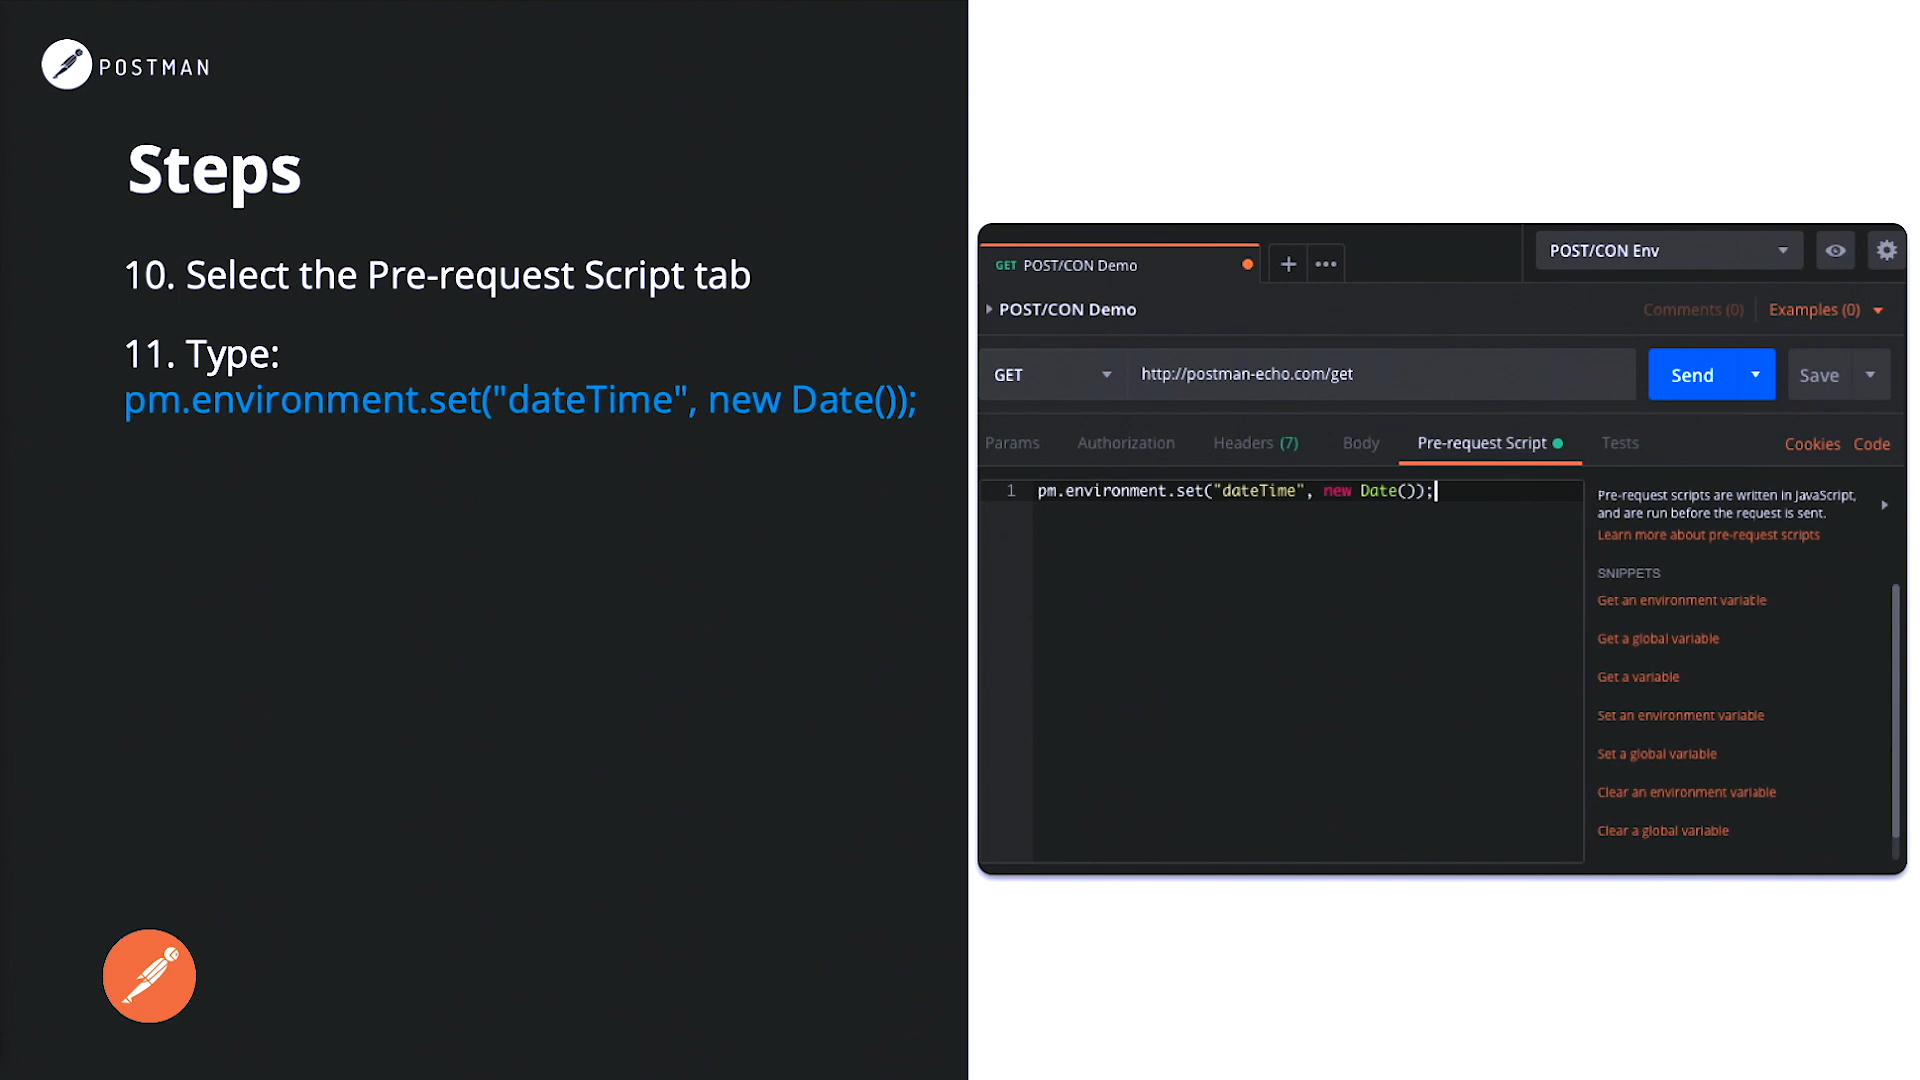 POSTMAN
Steps
10. Select the Pre-request Script tab
11. Type:
pm.environment.set("dateTime", new Date());
GET POST/CON Demo
POST/CON Env
POST/CON Demo
Comments (0)
Examples (0)
GET
http://postman-echo.com/get
Send
Save
Params
Authorization
Headers (7)
Body
Pre-request Script
Tests
Cookies
Code
1 pm.environment.set("dateTime", new Date());
Pre-request scripts are written in JavaScript,
and are run before the request is sent.
Learn more about pre-request scripts
SNIPPETS
Get an environment variable
Get a global variable
Get a variable
Set an environment variable
Set a global variable
Clear an environment variable
Clear a global variable